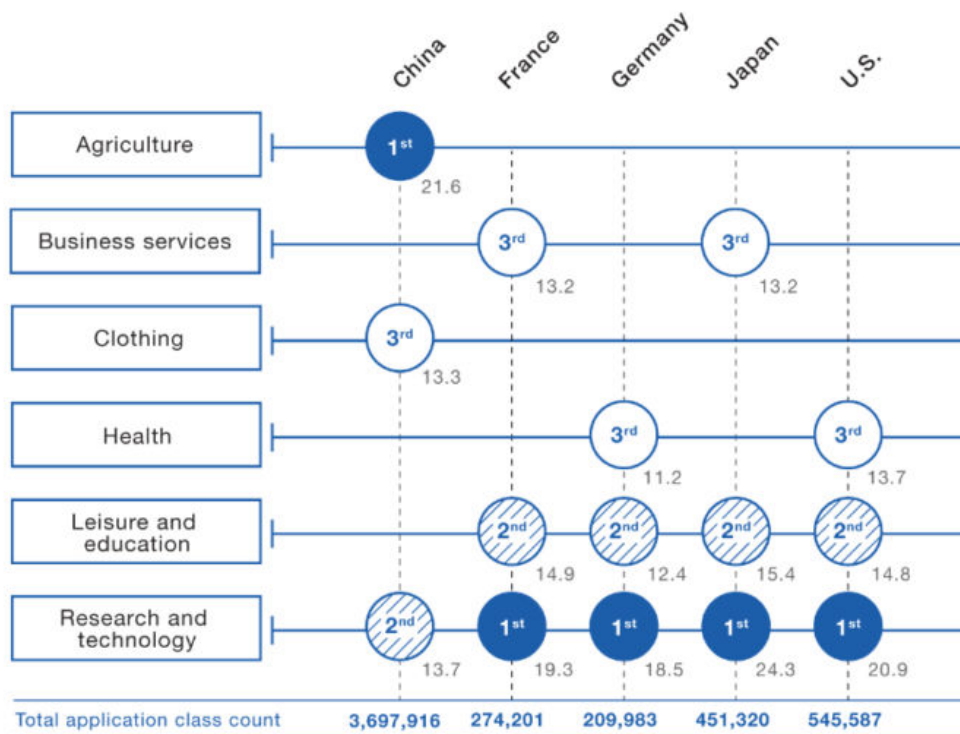 China France Germany Japan U.S.
Agriculture
1st
21.6
Business services
3rd 3rd
13.2 13.2
Clothing
3rd
13.3
Health
3rd 3rd
11.2 13.7
Leisure and
education
2nd 2nd 2nd 2nd
14.9 12.4 15.4 14.8
Research and
technology
2nd 1st 1st 1st 1st
13.7 19.3 18.5 24.3 20.9
Total application class count 3,697,916 274,201 209,983 451,320 545,587